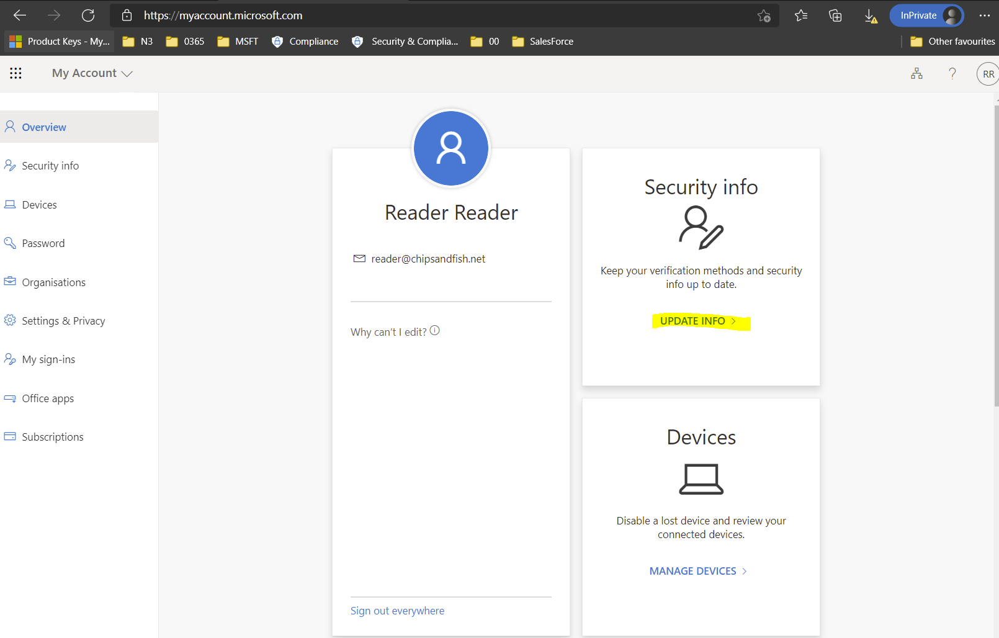 https://myaccount.microsoft.com
InPrivate
Product Keys - My...
N3
0365
MSFT
Compliance
Security & Complia...
00
SalesForce
Other favourites
My Account
?
RR
Overview
Security info
Devices
Password
Organisations
Settings & Privacy
My sign-ins
Office apps
Subscriptions
Reader Reader
reader@chipsandfish.net
Why can't I edit?
Sign out everywhere
Security info
Keep your verification methods and security
info up to date.
UPDATE INFO >
Devices
Disable a lost device and review your
connected devices.
MANAGE DEVICES >